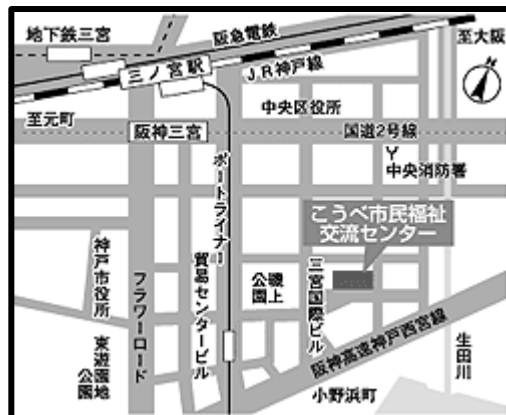 地下鉄三宮
阪急電鉄
至大阪
三ノ宮駅
JR神戸線
N
至元町
中央区役所
阪神三宮
国道2号線
Y
中央消防署
ポートライナー
こうべ市民福祉
交流センター
神戸市役所
フラワーロード
貿易センタービル
磯上
公園
三宮国際ビル
東遊園地
公園
阪神高速神戸西宮線
生田川
小野浜町